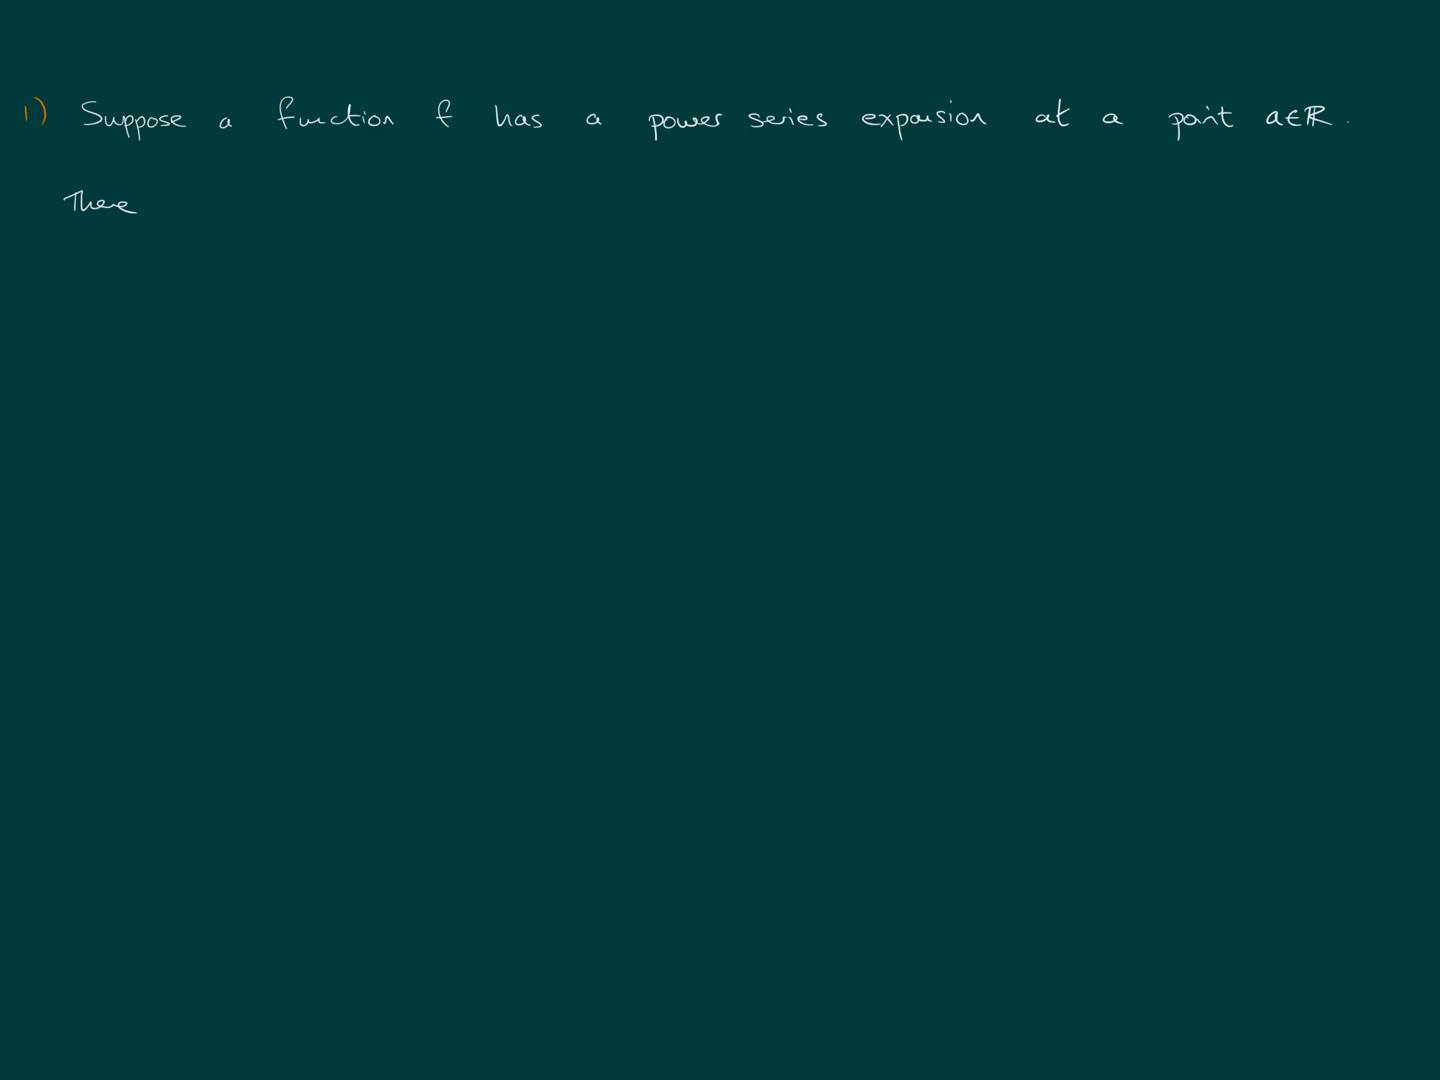 1) Suppose a function f has a power series expansion at a point a∈ℝ.
There